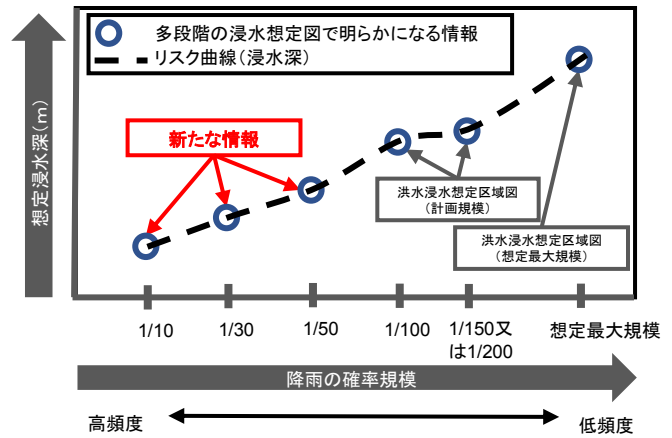 多段階の浸水想定図で明らかになる情報
リスク曲線(浸水深)
想定浸水深(m)
新たな情報
洪水浸水想定区域図
(計画規模)
洪水浸水想定区域図
(想定最大規模)
1/10
1/30
1/50
1/100
1/150又
は1/200
想定最大規模
降雨の確率規模
高頻度
低頻度